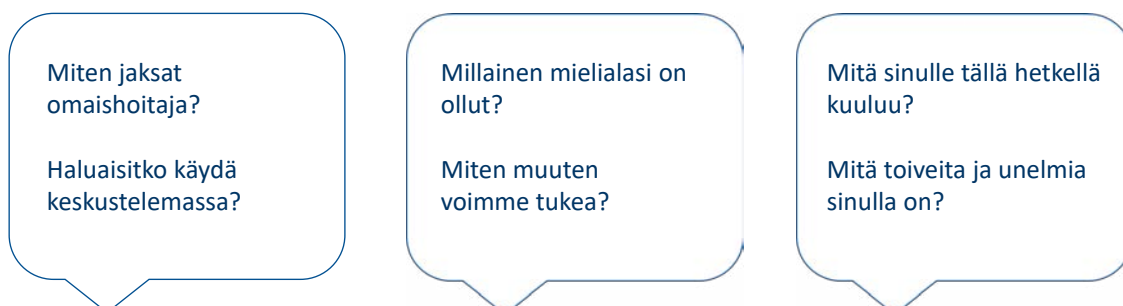 Miten jaksat
omaishoitaja?
Haluaisitko käydä
keskustelemassa?
Millainen mielialasi on
ollut?
Miten muuten
voimme tukea?
Mitä sinulle tällä hetkellä
kuuluu?
Mitä toiveita ja unelmia
sinulla on?